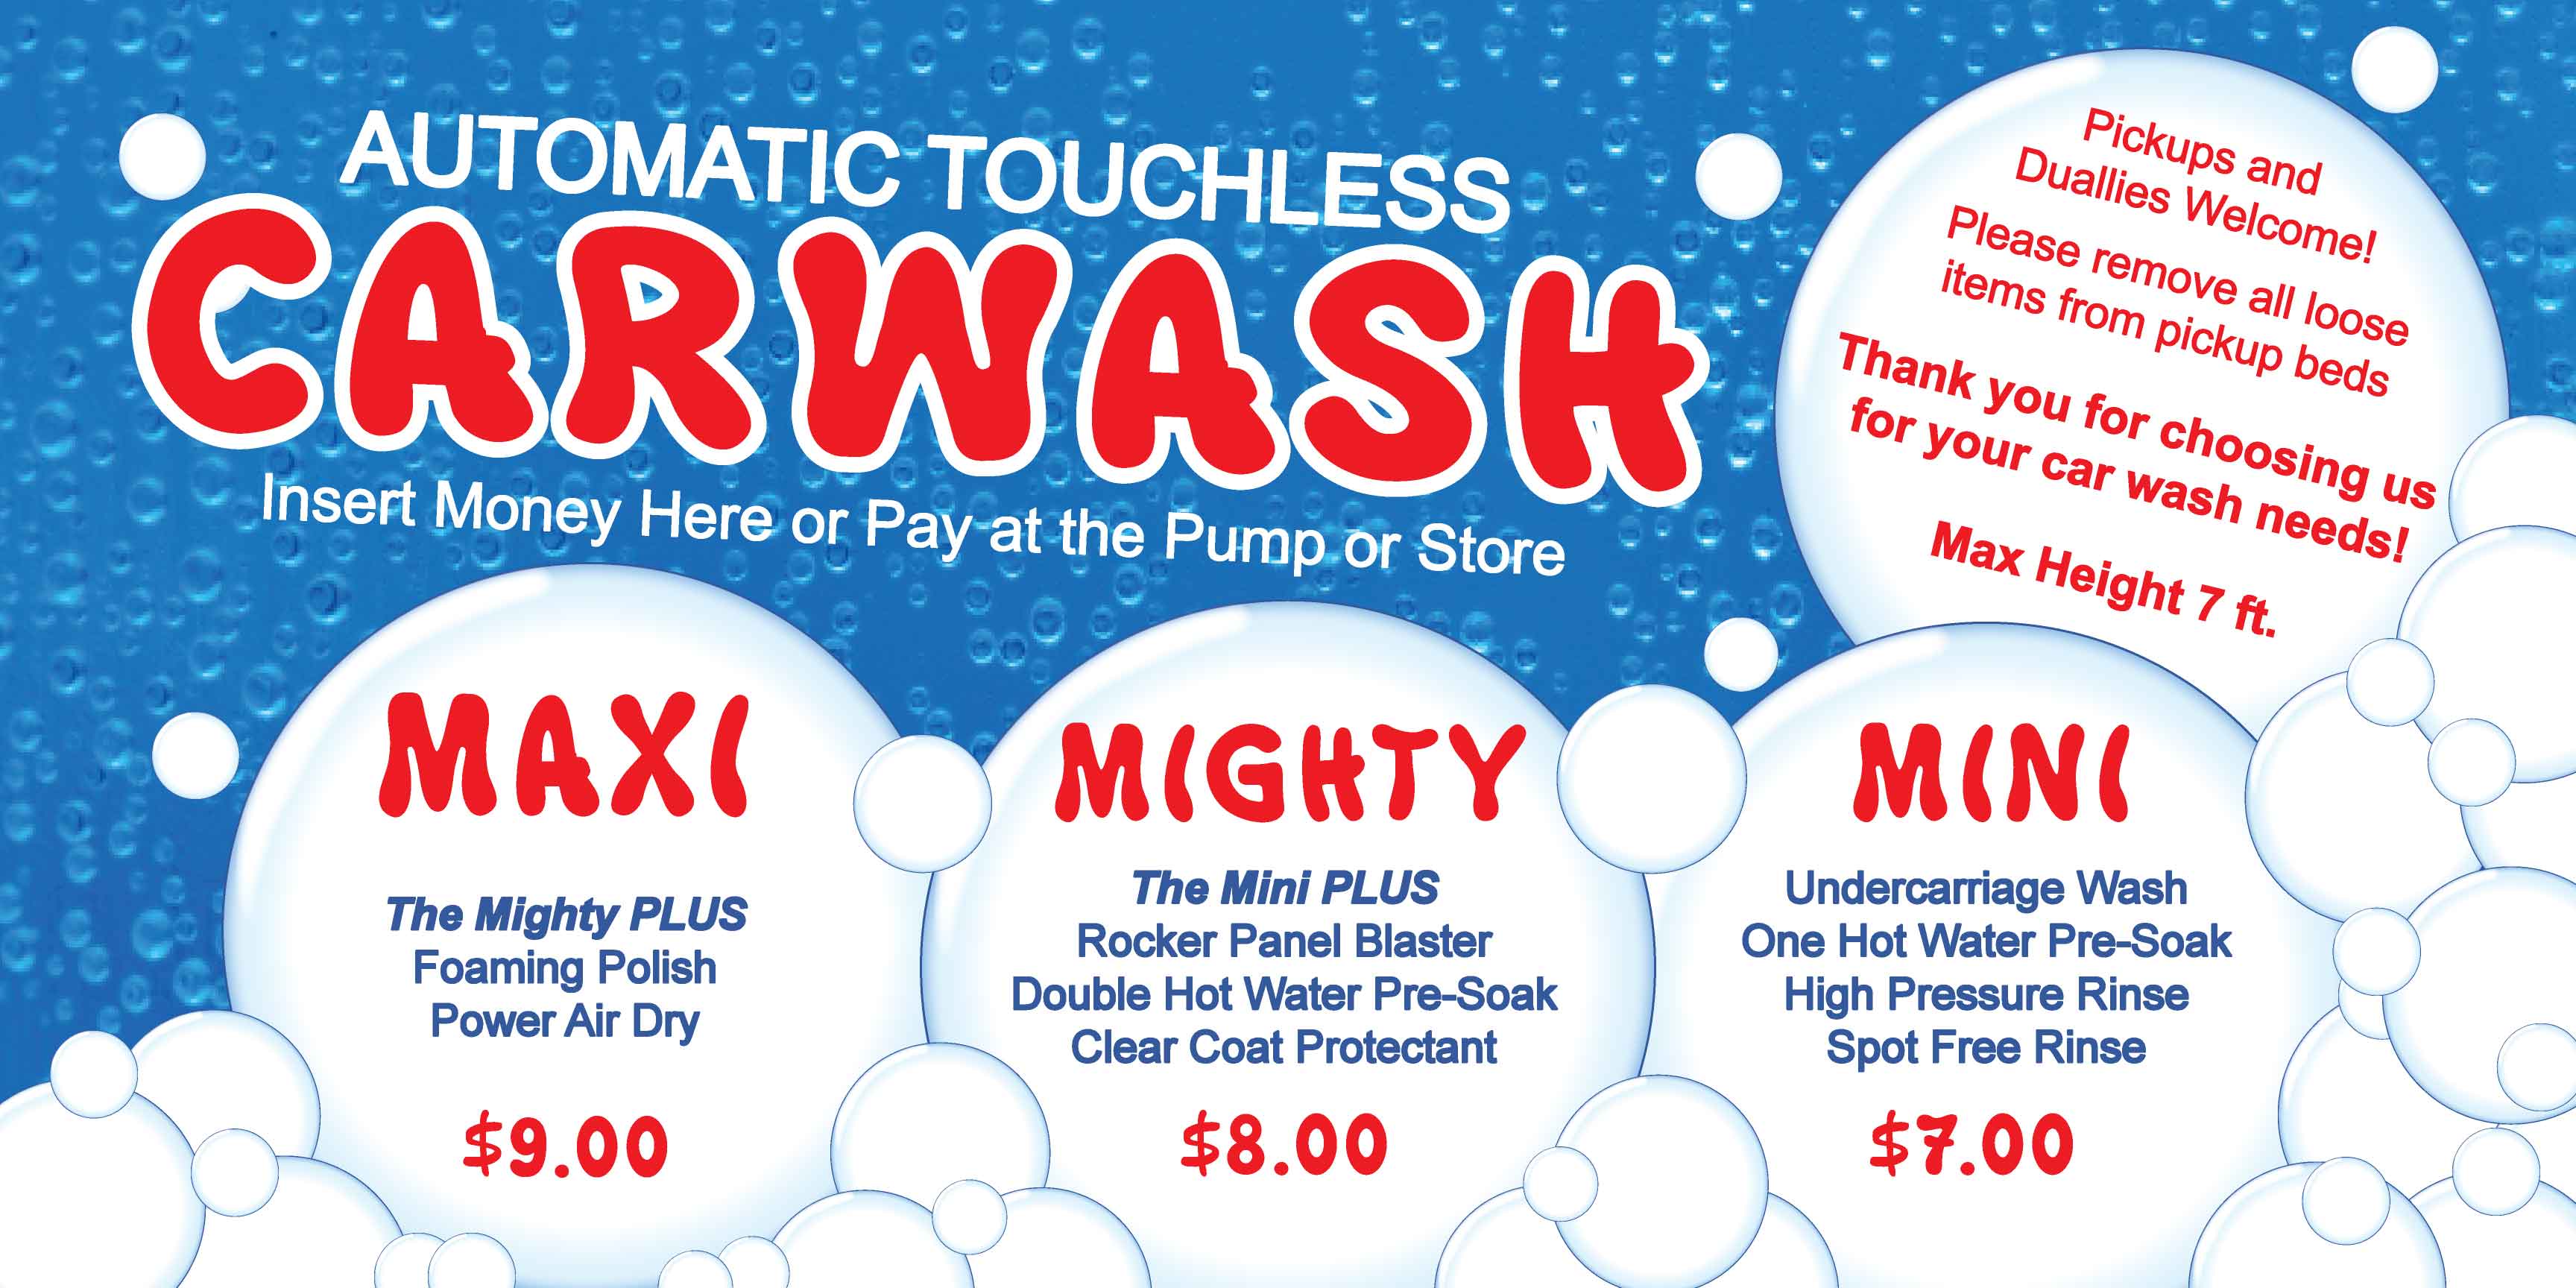 AUTOMATIC TOUCHLESS
CARWASH
Insert Money Here or Pay at the Pump or Store
Pickups and
Duallies Welcome!
Please remove all loose
items from pickup beds
Thank you for choosing us
for your car wash needs!
Max Height 7 ft.
MAXI
The Mighty PLUS
Foaming Polish
Power Air Dry
$9.00
MIGHTY
The Mini PLUS
Rocker Panel Blaster
Double Hot Water Pre-Soak
Clear Coat Protectant
$8.00
MINI
Undercarriage Wash
One Hot Water Pre-Soak
High Pressure Rinse
Spot Free Rinse
$7.00